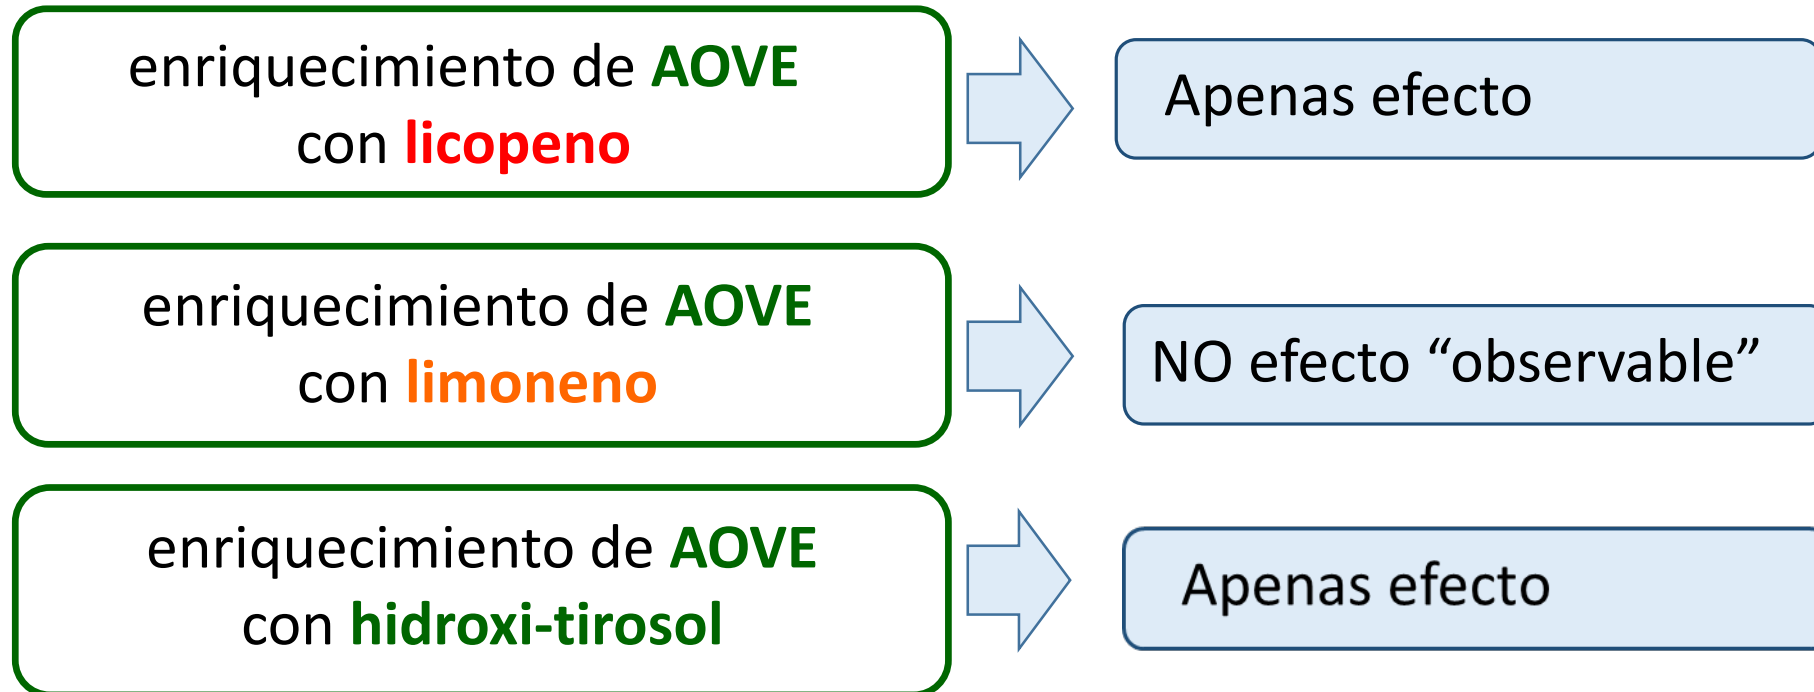 enriquecimiento de AOVE
con licopeno
Apenas efecto
enriquecimiento de AOVE
con limoneno
NO efecto “observable”
enriquecimiento de AOVE
con hidroxi-tirosol
Apenas efecto